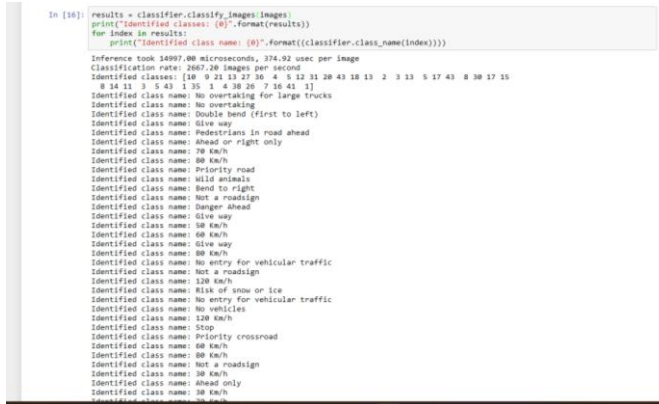 In [16]: results = classifier.classify_images(images)
print("Identified classes: {0}".format(results))
for index in results:
print("Identified class name: {0}".format((classifier.class_name(index))))
Inference took 14997.00 microseconds, 374.92 usec per image
Classification rate: 2667.20 images per second
Identified classes: [10 9 21 13 27 36 4 5 12 31 20 43 18 13 2 3 13 5 17 43 8 30 17 15
8 14 11 3 5 43 1 35 1 4 38 26 7 16 41 1]
Identified class name: No overtaking for large trucks
Identified class name: No overtaking
Identified class name: Double bend (first to left)
Identified class name: Give way
Identified class name: Pedestrians in road ahead
Identified class name: Ahead or right only
Identified class name: 70 Km/h
Identified class name: 80 Km/h
Identified class name: Priority road
Identified class name: Wild animals
Identified class name: Bend to right
Identified class name: Not a roadsign
Identified class name: Danger Ahead
Identified class name: Give way
Identified class name: 50 Km/h
Identified class name: 60 Km/h
Identified class name: Give way
Identified class name: 80 Km/h
Identified class name: No entry for vehicular traffic
Identified class name: Not a roadsign
Identified class name: 120 Km/h
Identified class name: Risk of snow or ice
Identified class name: No entry for vehicular traffic
Identified class name: No vehicles
Identified class name: 120 Km/h
Identified class name: Stop
Identified class name: Priority crossroad
Identified class name: 60 Km/h
Identified class name: 80 Km/h
Identified class name: Not a roadsign
Identified class name: 30 Km/h
Identified class name: Ahead only
Identified class name: 30 Km/h
Identified class name: 70 Km/h